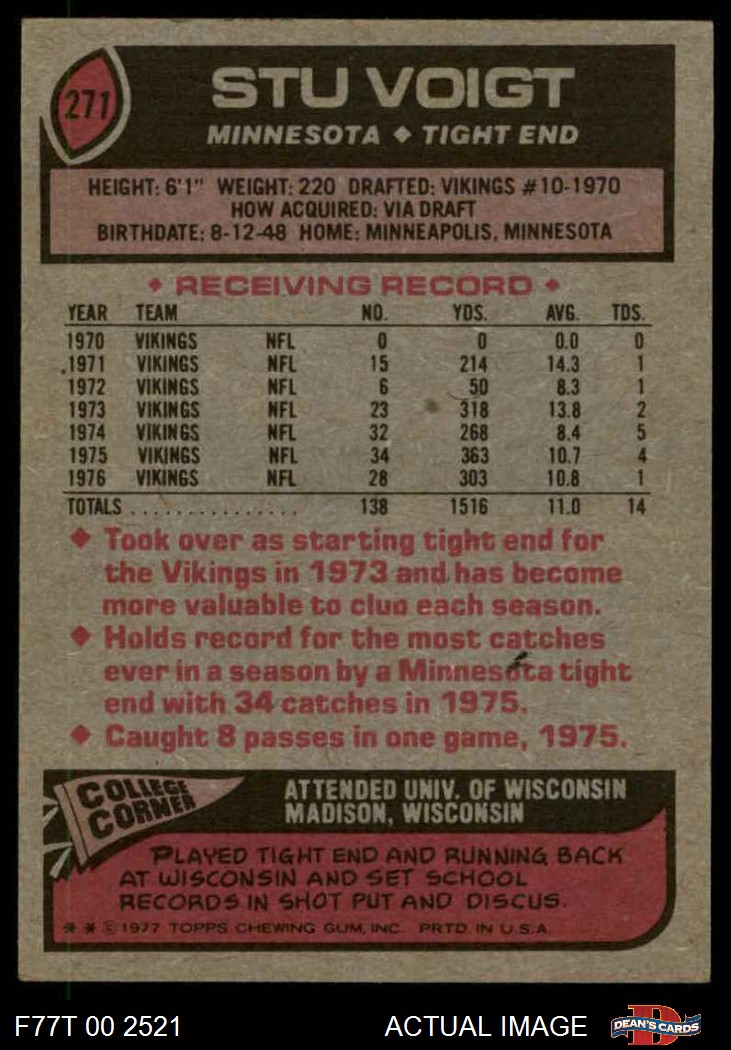 271
STU VOIGT
MINNESOTA ◆ TIGHT END
HEIGHT: 6'1" WEIGHT: 220 DRAFTED: VIKINGS #10-1970
HOW ACQUIRED: VIA DRAFT
BIRTHDATE: 8-12-48 HOME: MINNEAPOLIS, MINNESOTA
◆ RECEIVING RECORD ◆
YEAR TEAM NO. YDS. AVG. TDS.
1970 VIKINGS NFL 0 0 0.0 0
1971 VIKINGS NFL 15 214 14.3 1
1972 VIKINGS NFL 6 50 8.3 1
1973 VIKINGS NFL 23 318 13.8 2
1974 VIKINGS NFL 32 268 8.4 5
1975 VIKINGS NFL 34 363 10.7 4
1976 VIKINGS NFL 28 303 10.8 1
TOTALS ............... 138 1516 11.0 14
◆ Took over as starting tight end for
the Vikings in 1973 and has become
more valuable to club each season.
◆ Holds record for the most catches
ever in a season by a Minnesota tight
end with 34 catches in 1975.
◆ Caught 8 passes in one game, 1975.
COLLEGE
CORNER
ATTENDED UNIV. OF WISCONSIN
MADISON, WISCONSIN
PLAYED TIGHT END AND RUNNING BACK
AT WISCONSIN AND SET SCHOOL
RECORDS IN SHOT PUT AND DISCUS.
* * © 1977 TOPPS CHEWING GUM, INC. PRTD. IN U.S.A.
F77T 00 2521 ACTUAL IMAGE DEAN'S CARDS